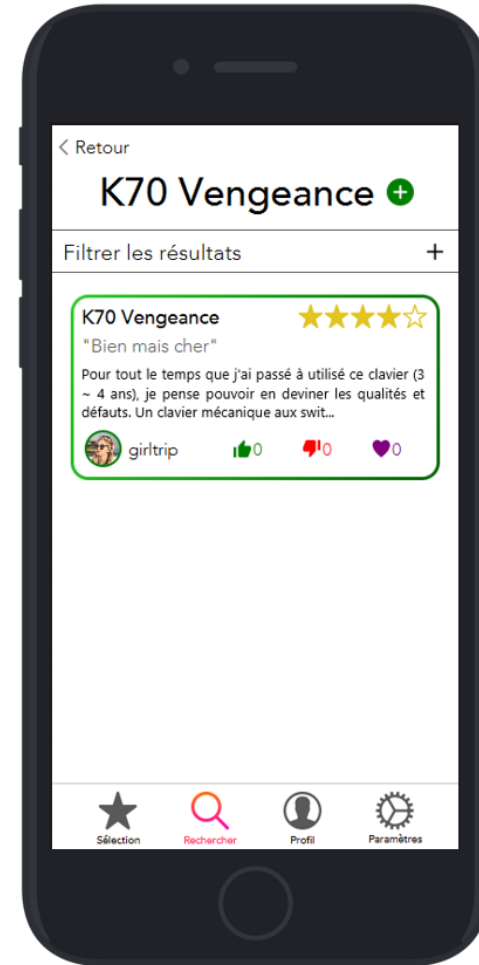 Retour
K70 Vengeance
Filtrer les résultats
K70 Vengeance
"Bien mais cher"
Pour tout le temps que j'ai passé à utilisé ce clavier (3
~ 4 ans), je pense pouvoir en deviner les qualités et
défauts. Un clavier mécanique aux swit...
girltrip 0 0 0
Sélection Rechercher Profil Paramètres